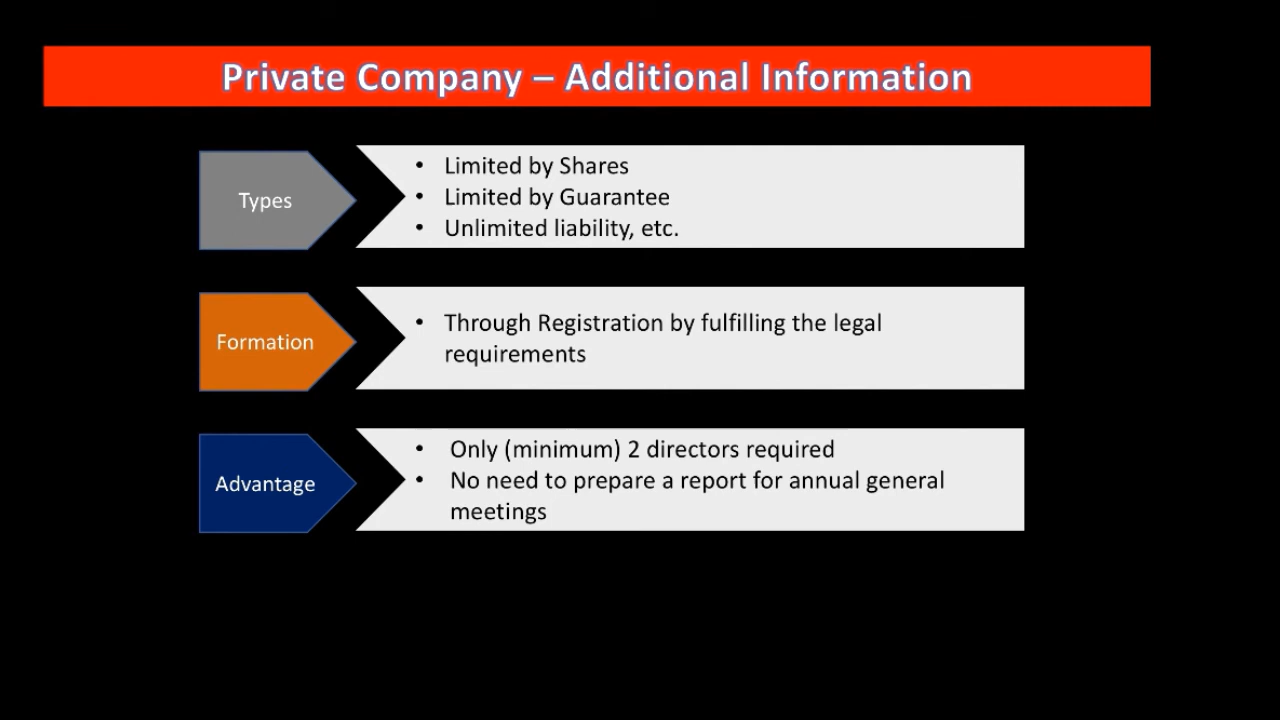 Private Company – Additional Information
Types
• Limited by Shares
• Limited by Guarantee
• Unlimited liability, etc.
Formation
• Through Registration by fulfilling the legal
requirements
Advantage
• Only (minimum) 2 directors required
• No need to prepare a report for annual general
meetings